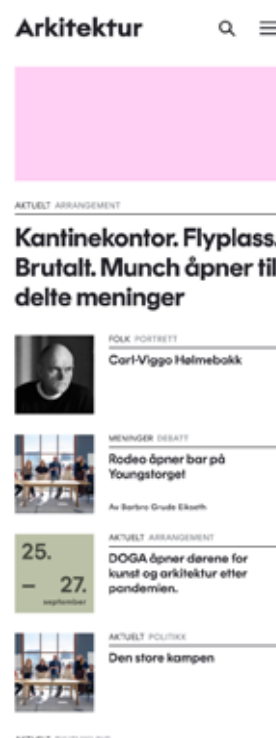 Arkitektur
AKTUELT ARRANGEMENT
Kantinekontor. Flyplass.
Brutalt. Munch åpner til
delte meninger
FOLK PORTRETT
Carl-Viggo Hølmebakk
MENINGER DEBATT
Rodeo åpner bar på
Youngstorget
Av Barbro Grude Eikseth
25.
– 27.
september
AKTUELT ARRANGEMENT
DOGA åpner dørene for
kunst og arkitektur etter
pandemien.
AKTUELT POLITIKK
Den store kampen